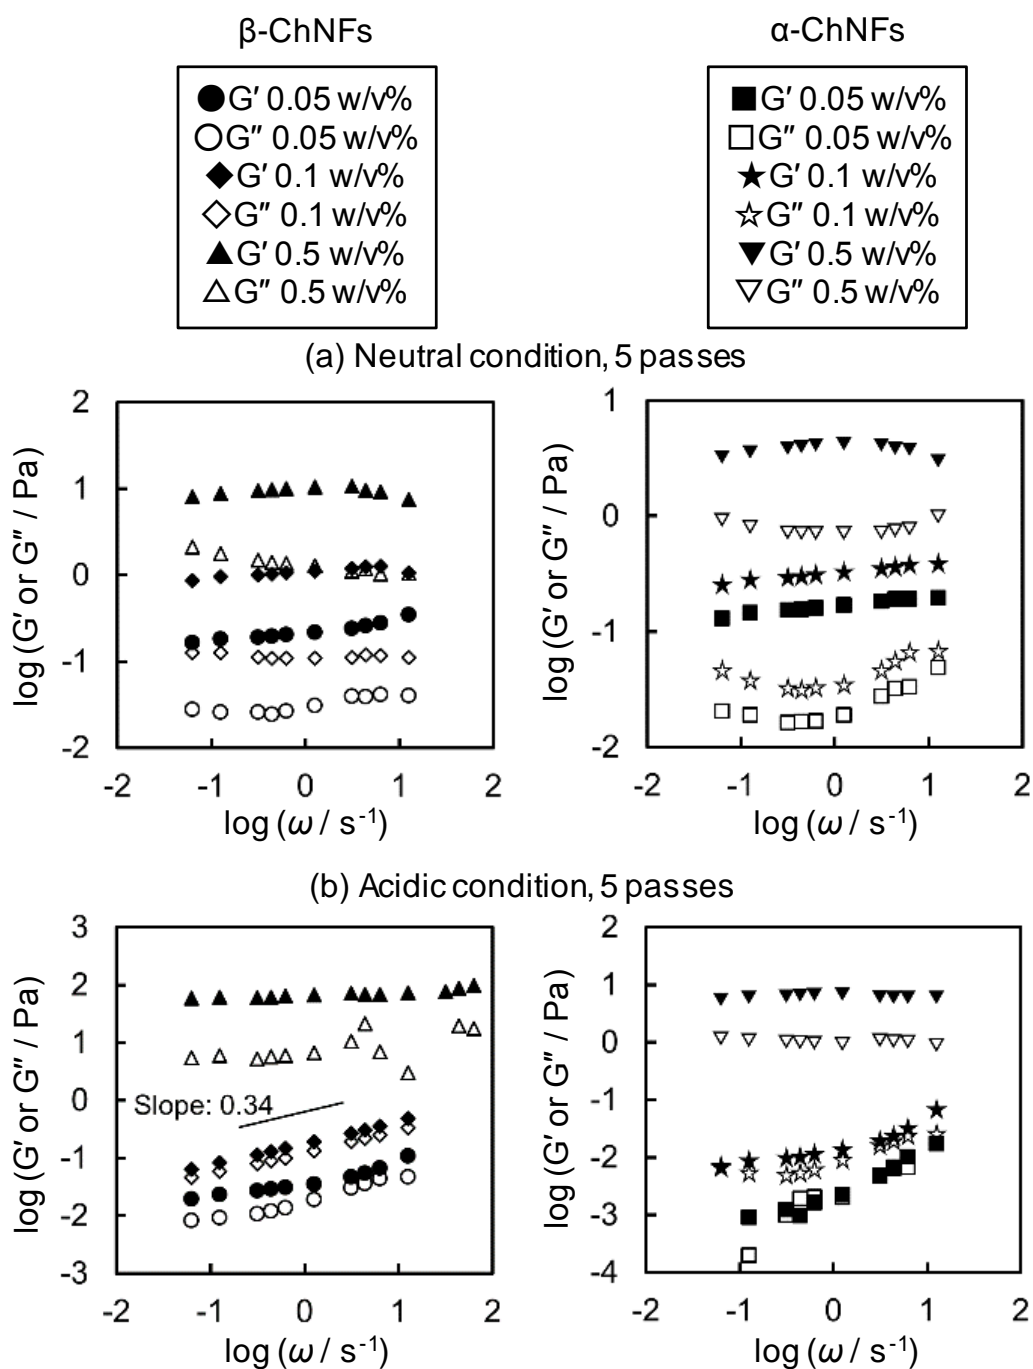 β-ChNFs
α-ChNFs
G′ 0.05 w/v%
G″ 0.05 w/v%
G′ 0.1 w/v%
G″ 0.1 w/v%
G′ 0.5 w/v%
G″ 0.5 w/v%
G′ 0.05 w/v%
G″ 0.05 w/v%
G′ 0.1 w/v%
G″ 0.1 w/v%
G′ 0.5 w/v%
G″ 0.5 w/v%
(a) Neutral condition, 5 passes
log (G′ or G″ / Pa)
2
1
0
-1
-2
-2 -1 0 1 2
log (ω / s⁻¹)
log (G′ or G″ / Pa)
1
0
-1
-2
-2 -1 0 1 2
log (ω / s⁻¹)
(b) Acidic condition, 5 passes
log (G′ or G″ / Pa)
3
2
1
0
-1
-2
-3
Slope: 0.34
-2 -1 0 1 2
log (ω / s⁻¹)
log (G′ or G″ / Pa)
2
1
0
-1
-2
-3
-4
-2 -1 0 1 2
log (ω / s⁻¹)